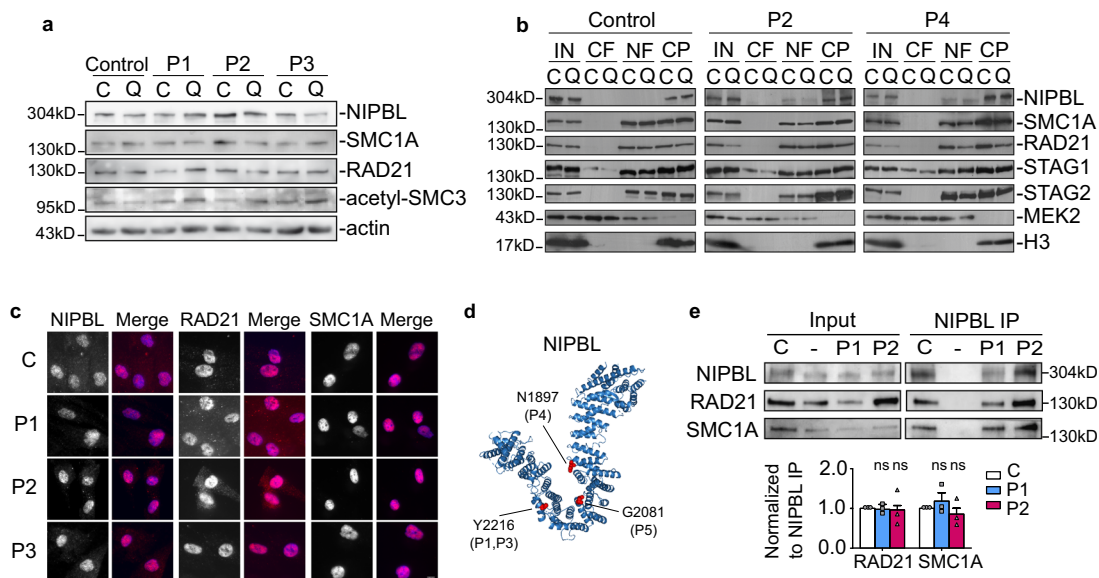 a
Control P1 P2 P3
C Q C Q C Q C Q
304kD -NIPBL
130kD -SMC1A
130kD -RAD21
95kD -acetyl-SMC3
43kD -actin
b
Control P2 P4
IN CF NF CP IN CF NF CP IN CF NF CP
C Q C Q C Q C Q C Q C Q C Q C Q C Q C Q C Q C Q
304kD -NIPBL
130kD -SMC1A
130kD -RAD21
130kD -STAG1
130kD -STAG2
43kD -MEK2
17kD -H3
c
NIPBL Merge RAD21 Merge SMC1A Merge
C
P1
P2
P3
d
NIPBL
N1897
(P4)
Y2216
(P1,P3)
G2081
(P5)
e
Input NIPBL IP
C - P1 P2 C - P1 P2
NIPBL -304kD
RAD21 -130kD
SMC1A -130kD
Normalized
to NIPBL IP
2.0
1.0
0.0
ns ns ns ns
RAD21 SMC1A
C
P1
P2